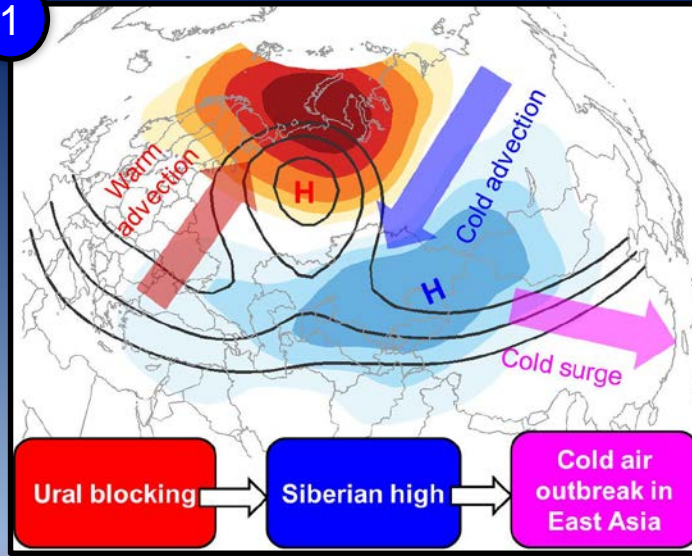 1
Warm
advection
H
Cold advection
H
Cold surge
Ural blocking
Siberian high
Cold air
outbreak in
East Asia